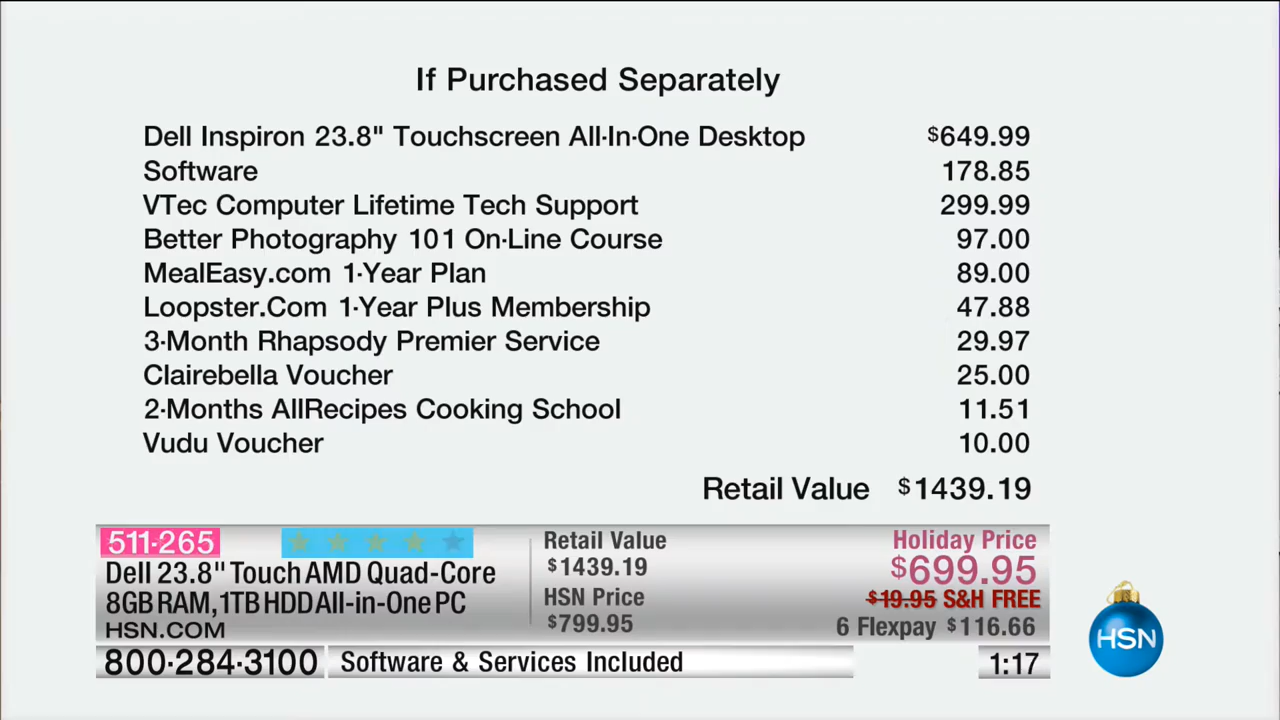 If Purchased Separately
Dell Inspiron 23.8" Touchscreen All-In-One Desktop $649.99
Software 178.85
VTec Computer Lifetime Tech Support 299.99
Better Photography 101 On-Line Course 97.00
MealEasy.com 1-Year Plan 89.00
Loopster.Com 1-Year Plus Membership 47.88
3-Month Rhapsody Premier Service 29.97
Clairebella Voucher 25.00
2-Months AllRecipes Cooking School 11.51
Vudu Voucher 10.00
Retail Value $1439.19
511-265
Dell 23.8" Touch AMD Quad-Core
8GB RAM, 1TB HDD All-in-One PC
HSN.COM
Retail Value
$1439.19
HSN Price
$799.95
Holiday Price
$699.95
$19.95 S&H FREE
6 Flexpay $116.66
800-284-3100 Software & Services Included 1:17
HSN